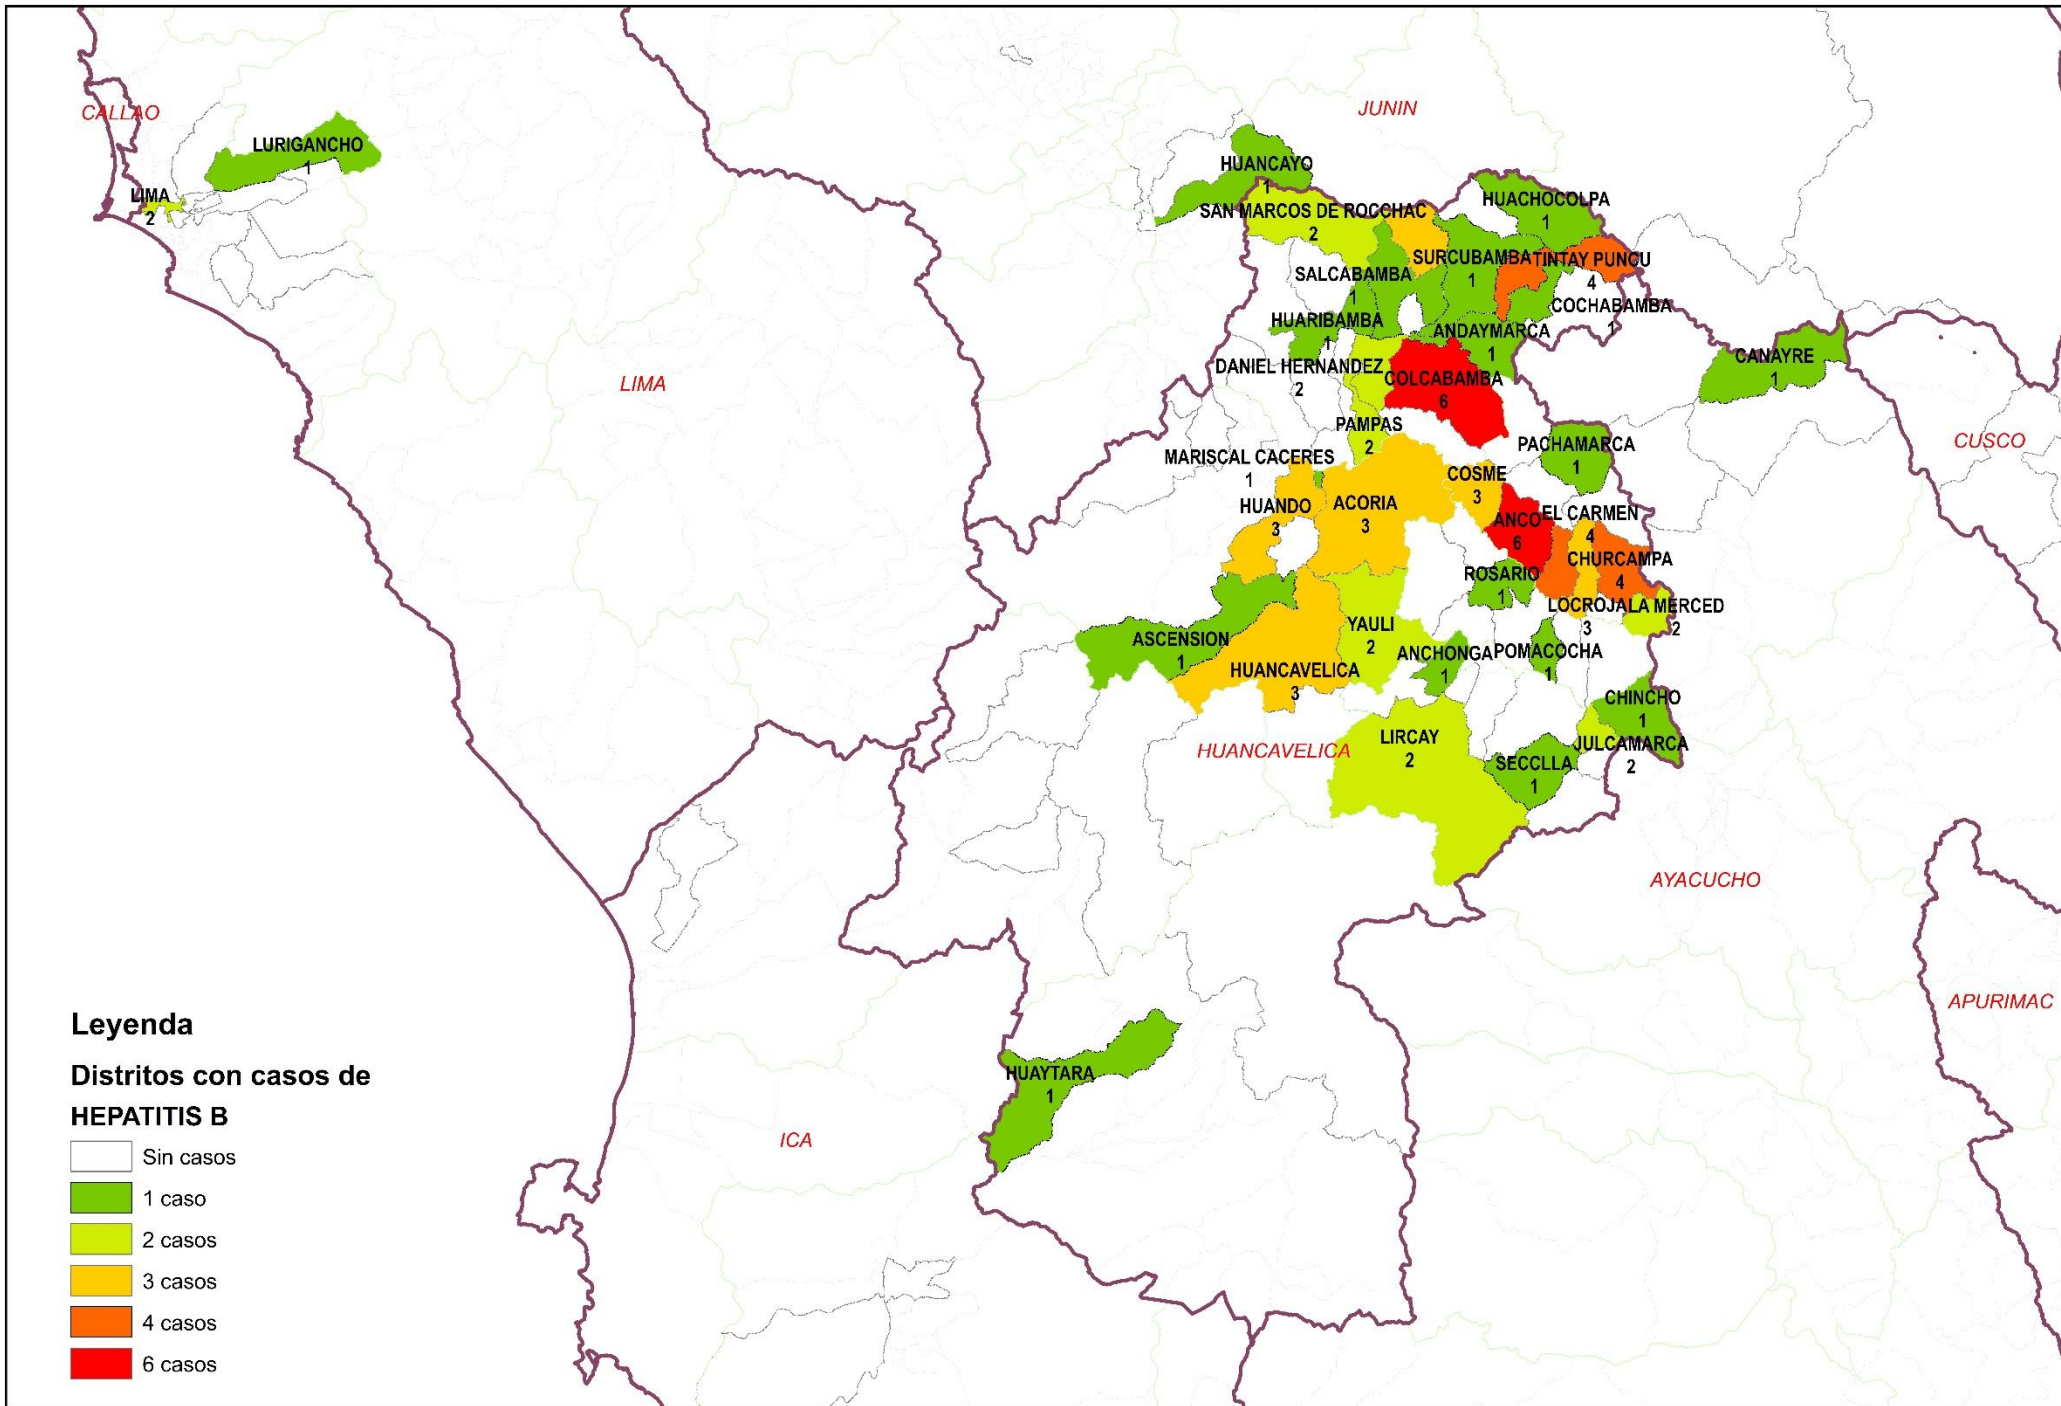 CALLAO
JUNIN
LURIGANCHO
1
HUANCAYO
1
LIMA
2
HUACHOCOLPA
1
SAN MARCOS DE ROCCHAC
2
SURCUBAMBA
1
TINTAY PUNCU
4
SALCABAMBA
1
COCHABAMBA
1
HUARIBAMBA
1
ANDAYMARCA
1
CANAYRE
1
DANIEL HERNANDEZ
2
COLCABAMBA
6
LIMA
PAMPAS
2
PACHAMARCA
1
CUSCO
MARISCAL CACERES
1
COSME
3
HUANDO
3
ACORIA
3
ANCO
6
EL CARMEN
4
CHURCAMPA
4
ROSARIO
1
LOCROJA
3
LA MERCED
2
ASCENSION
1
YAULI
2
ANCHONGA
1
POMACOCHA
1
HUANCAVELICA
3
CHINCHO
1
HUANCAVELICA
LIRCAY
2
JULCAMARCA
2
SECCLLA
1
AYACUCHO
APURIMAC
HUAYTARA
1
ICA
Leyenda
Distritos con casos de
HEPATITIS B
Sin casos
1 caso
2 casos
3 casos
4 casos
6 casos